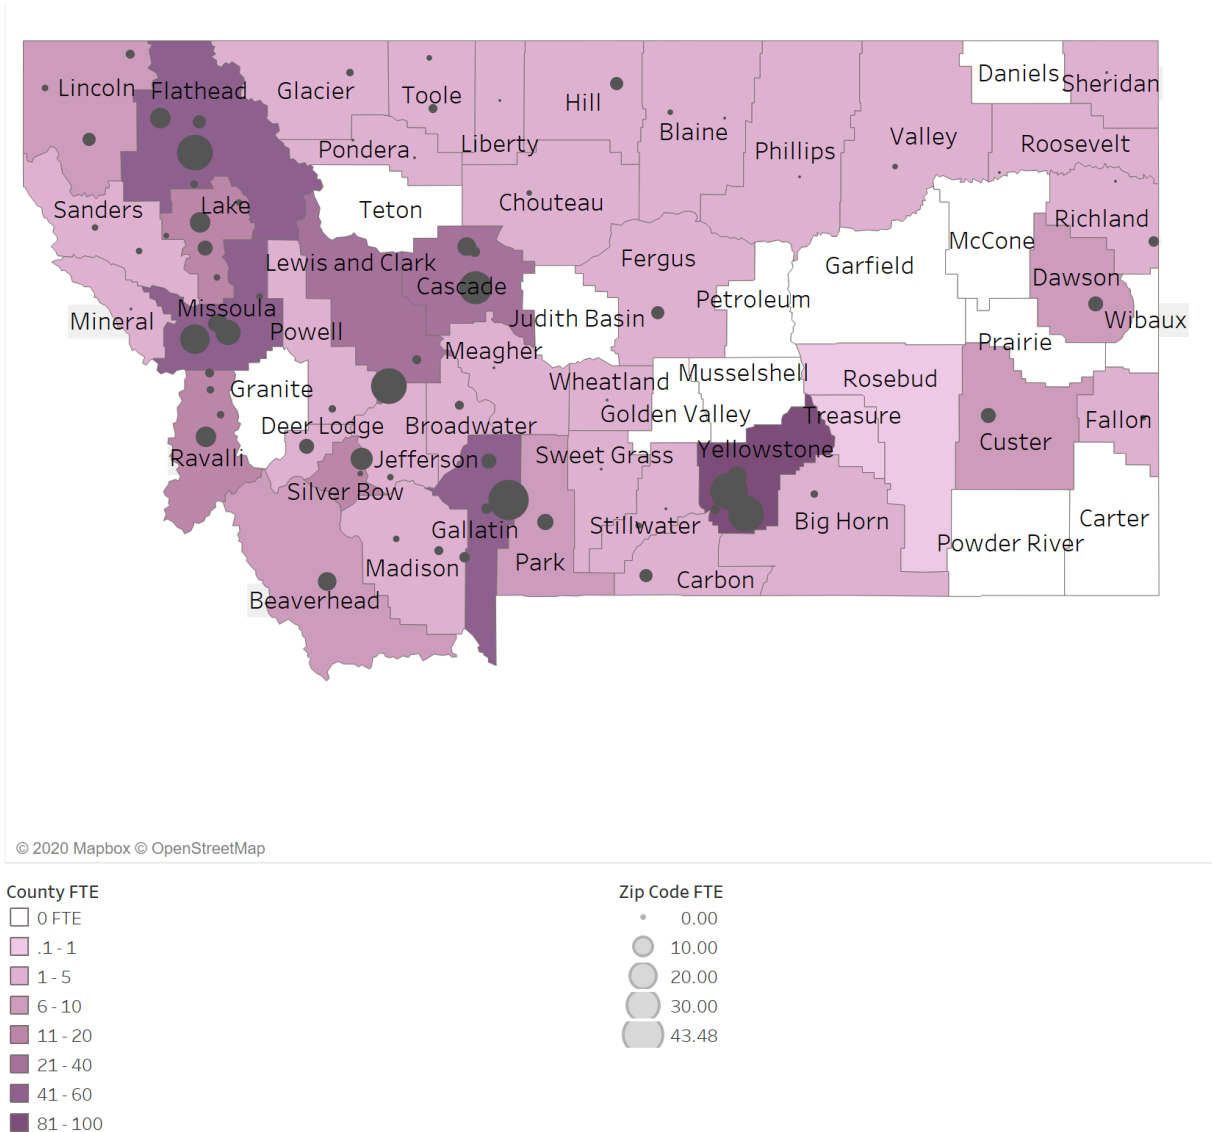 Daniels
Sheridan
Lincoln
Flathead
Glacier
Toole
Hill
Blaine
Valley
Roosevelt
Liberty
Pondera
Phillips
Sanders
Lake
Teton
Chouteau
Richland
McCone
Lewis and Clark
Fergus
Garfield
Cascade
Dawson
Petroleum
Mineral
Missoula
Powell
Judith Basin
Wibaux
Prairie
Meagher
Granite
Wheatland
Musselshell
Rosebud
Golden Valley
Treasure
Deer Lodge
Broadwater
Fallon
Custer
Ravalli
Jefferson
Sweet Grass
Yellowstone
Silver Bow
Gallatin
Stillwater
Big Horn
Carter
Powder River
Madison
Park
Carbon
Beaverhead
© 2020 Mapbox © OpenStreetMap
County FTE
0 FTE
.1 - 1
1 - 5
6 - 10
11 - 20
21 - 40
41 - 60
81 - 100
Zip Code FTE
0.00
10.00
20.00
30.00
43.48